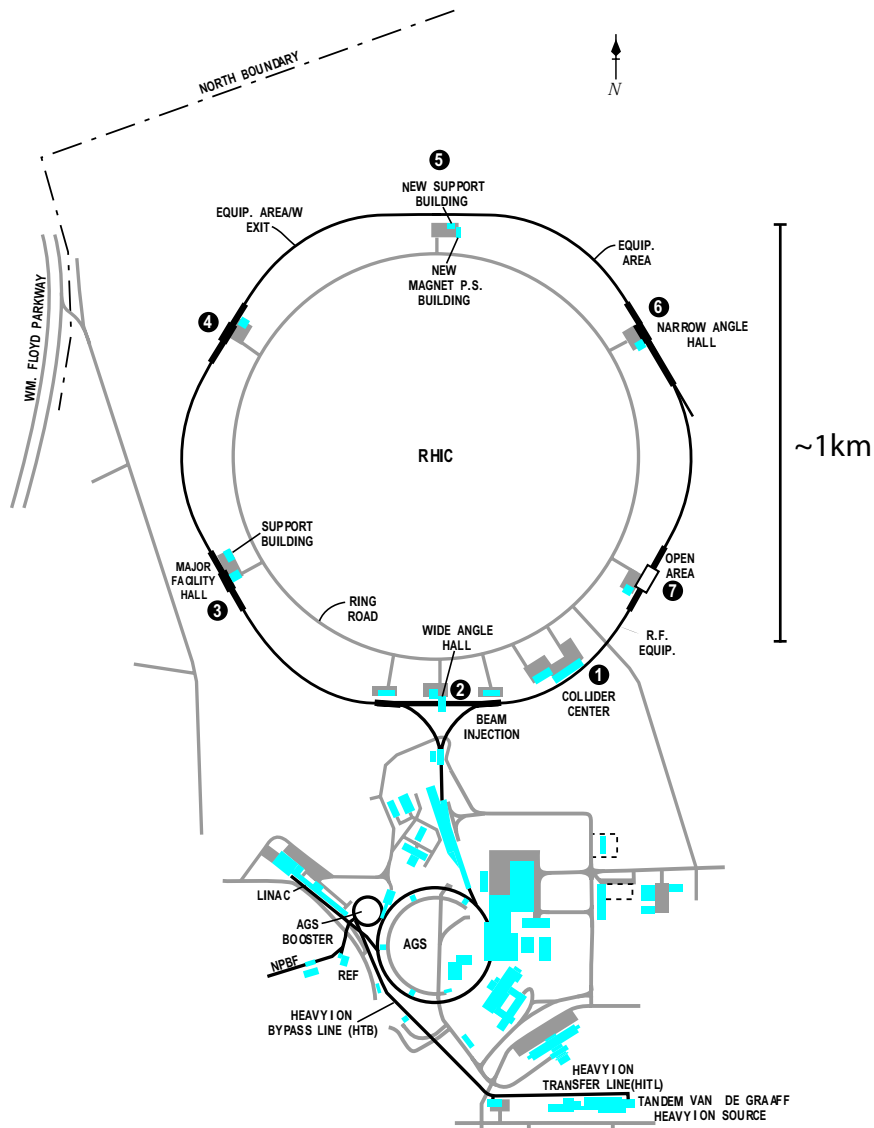 NORTH BOUNDARY
N
5
NEW SUPPORT
BUILDING
EQUIP. AREA/W
EXIT
EQUIP.
AREA
NEW
MAGNET P.S.
BUILDING
WM. FLOYD PARKWAY
4
6
NARROW ANGLE
HALL
RHIC
~1km
SUPPORT
BUILDING
MAJOR
FACILITY
HALL
3
OPEN
AREA
7
RING
ROAD
WIDE ANGLE
HALL
R.F.
EQUIP.
2
1
COLLIDER
CENTER
BEAM
INJECTION
LINAC
AGS
BOOSTER
AGS
NPBF
REF
HEAVY ION
BYPASS LINE (HTB)
HEAVY ION
TRANSFER LINE(HITL)
TANDEM VAN DE GRAAFF
HEAVY ION SOURCE